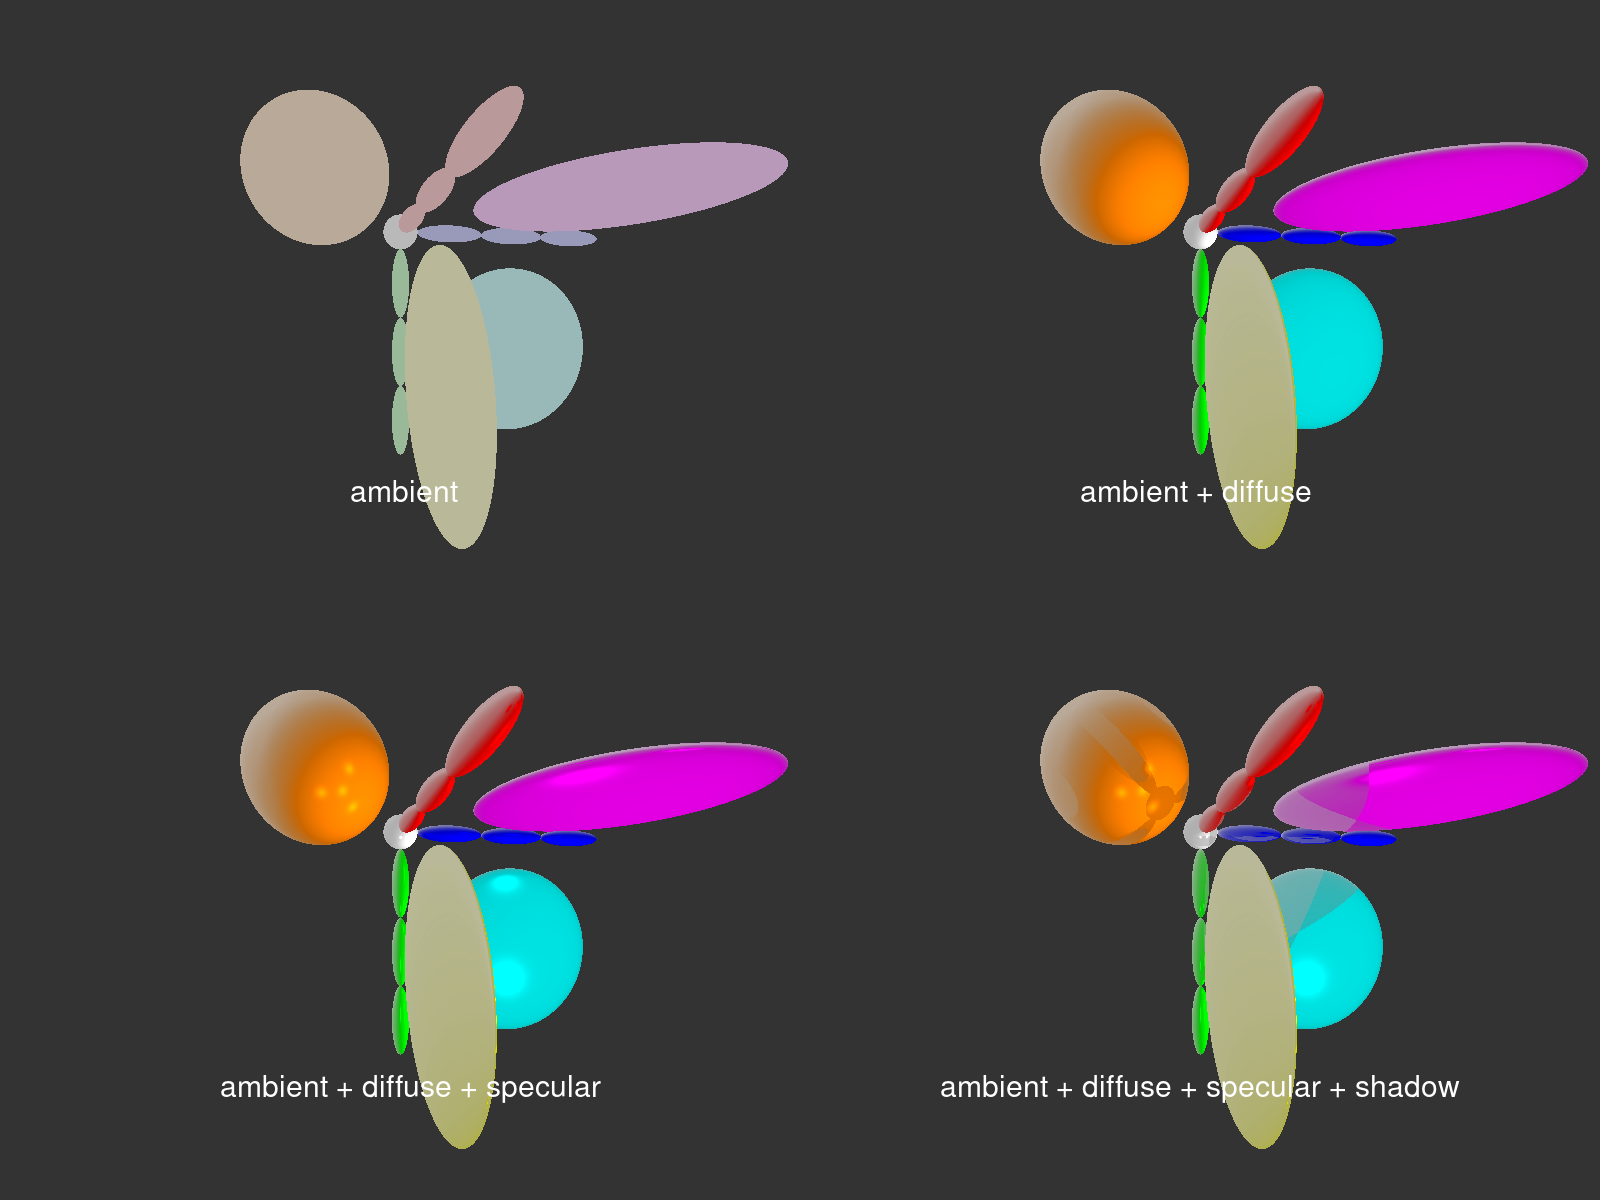 ambient
ambient + diffuse
ambient + diffuse + specular
ambient + diffuse + specular + shadow